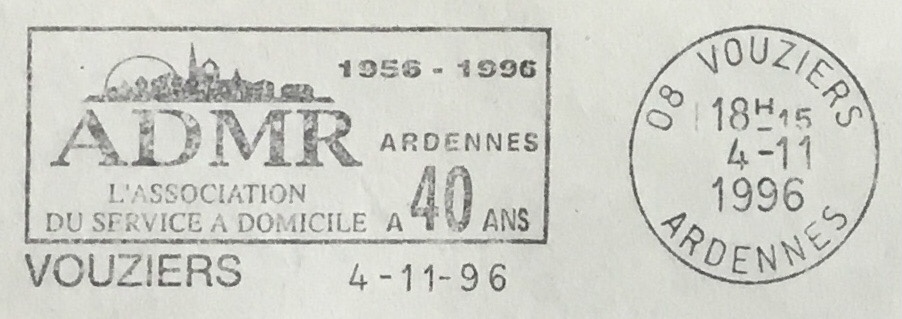 1956 - 1996
ADMR ARDENNES
L'ASSOCIATION
DU SERVICE A DOMICILE A 40 ANS
VOUZIERS 4-11-96
08 VOUZIERS
18H15
4-11
1996
ARDENNES